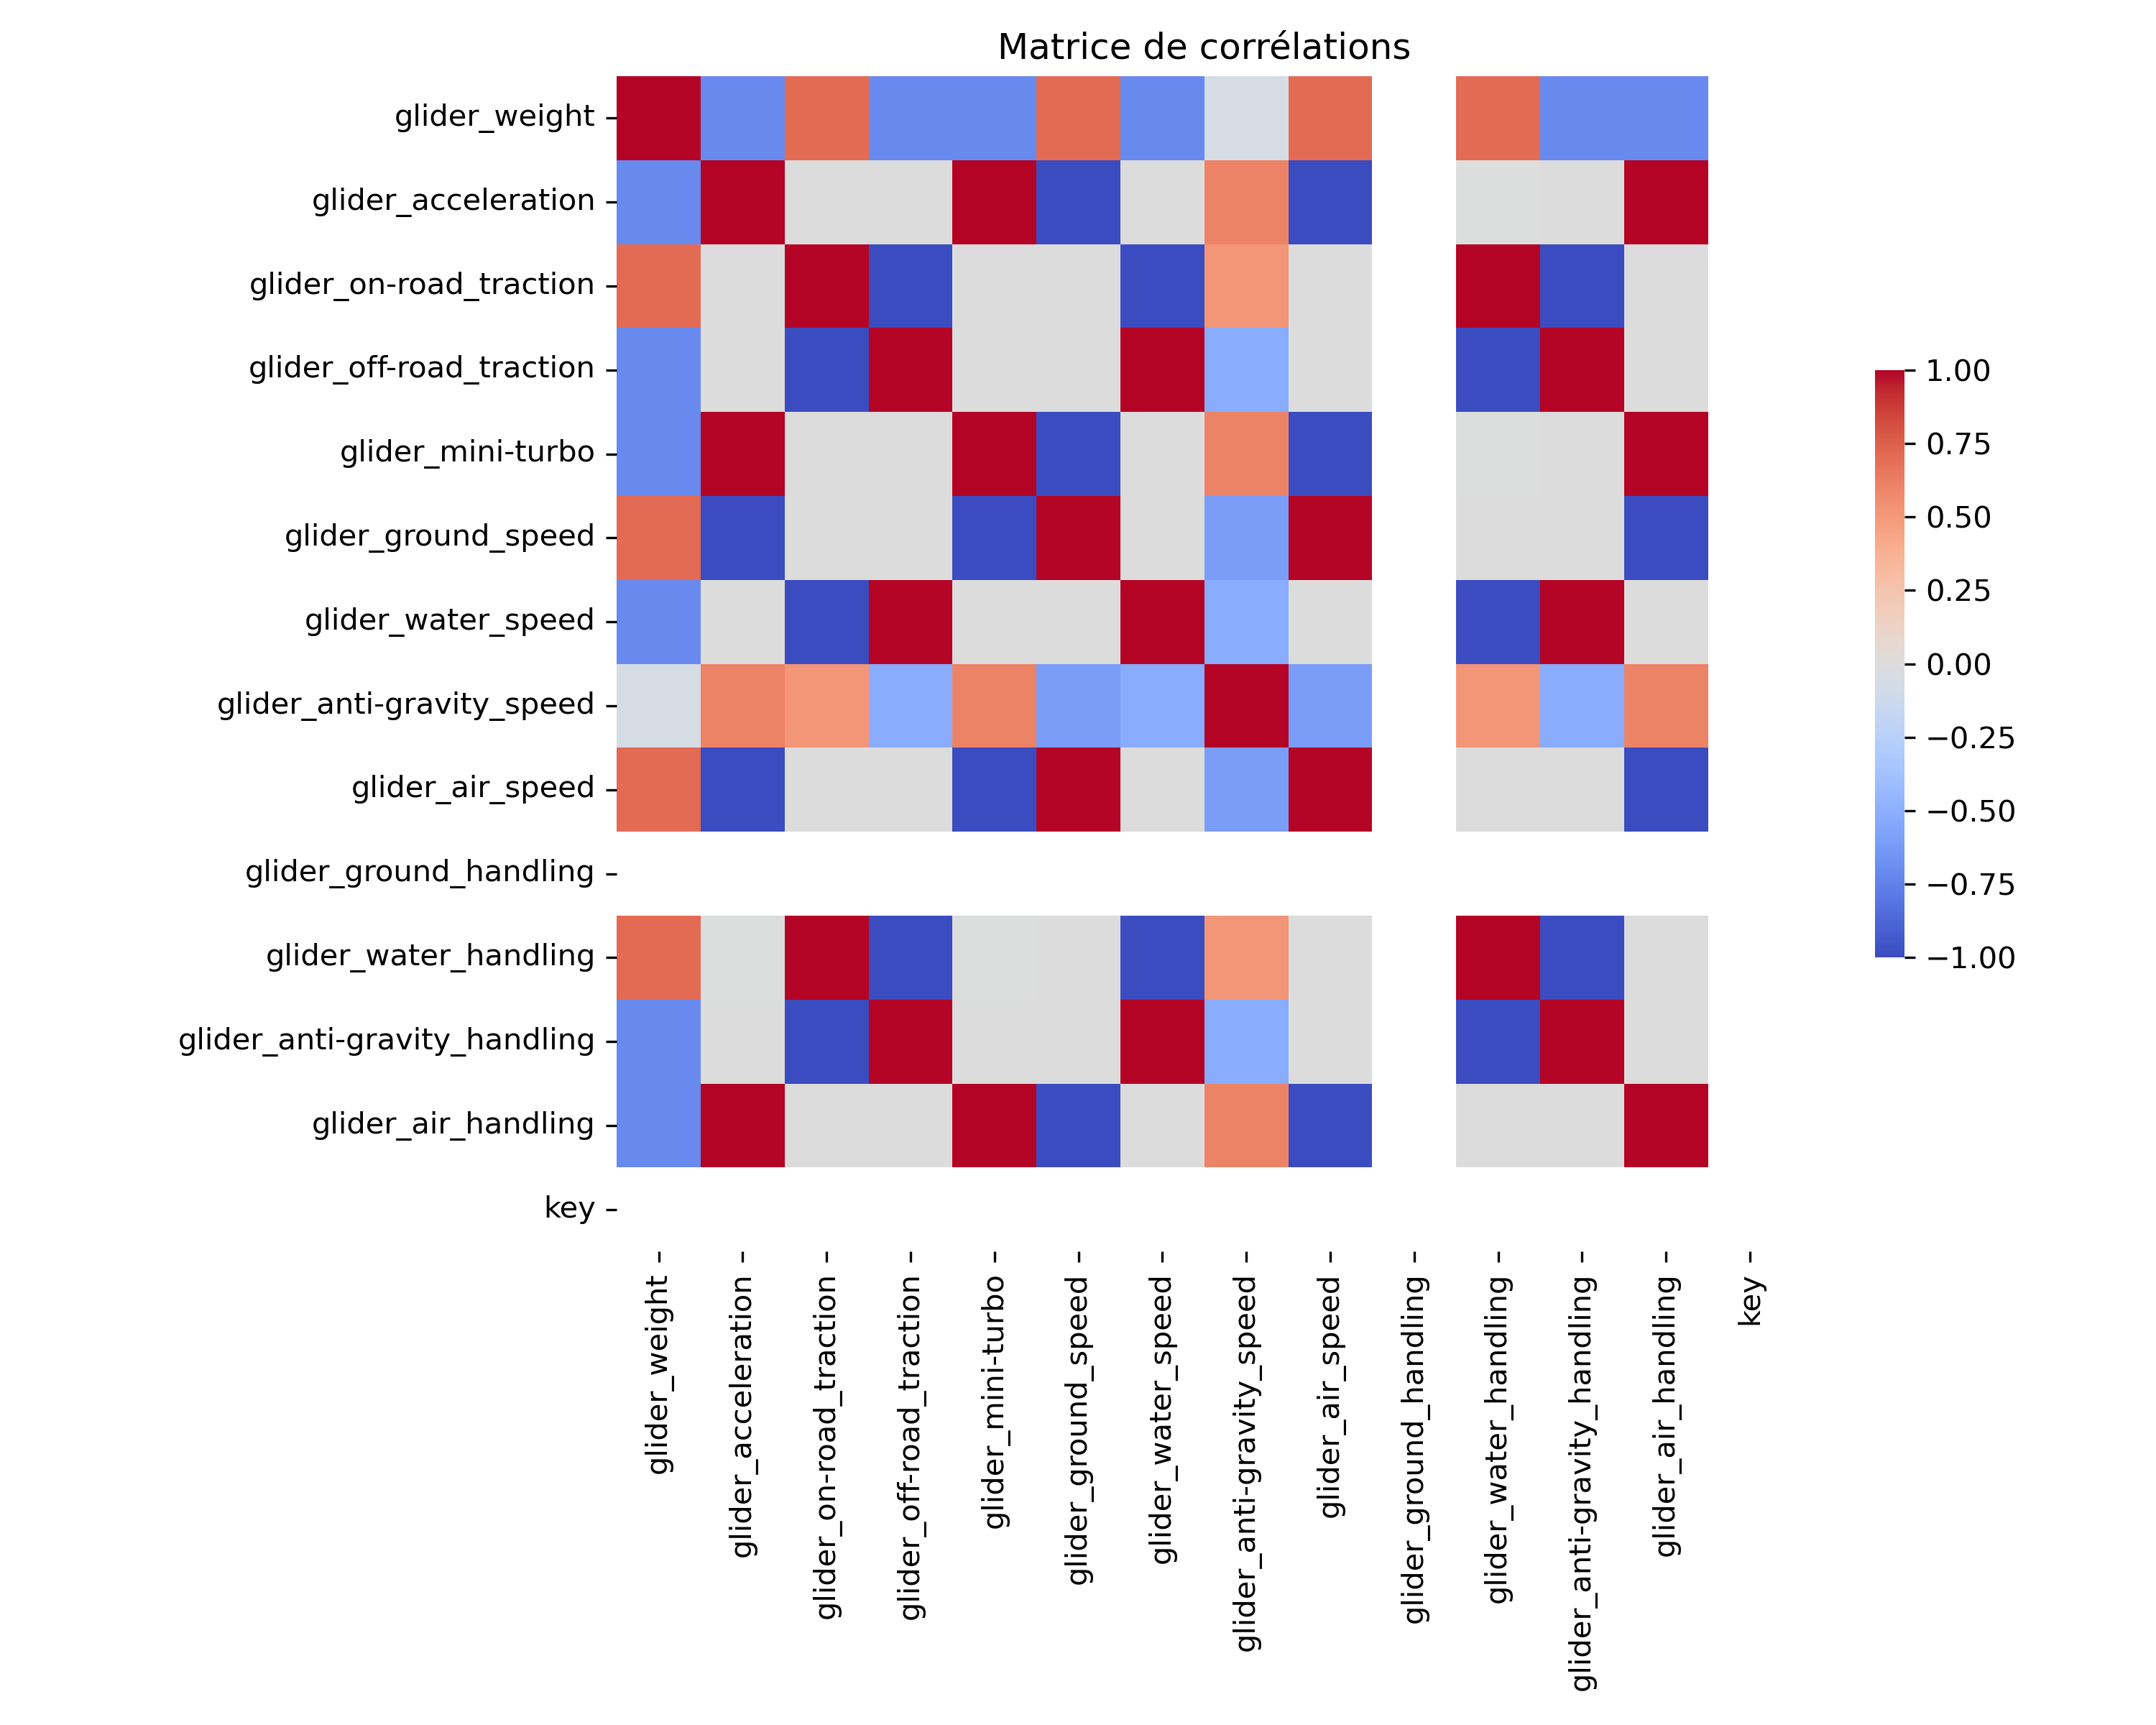 Matrice de corrélations
glider_weight
glider_acceleration
glider_on-road_traction
glider_off-road_traction
glider_mini-turbo
glider_ground_speed
glider_water_speed
glider_anti-gravity_speed
glider_air_speed
glider_ground_handling
glider_water_handling
glider_anti-gravity_handling
glider_air_handling
key
glider_weight
glider_acceleration
glider_on-road_traction
glider_off-road_traction
glider_mini-turbo
glider_ground_speed
glider_water_speed
glider_anti-gravity_speed
glider_air_speed
glider_ground_handling
glider_water_handling
glider_anti-gravity_handling
glider_air_handling
key
1.00
0.75
0.50
0.25
0.00
−0.25
−0.50
−0.75
−1.00